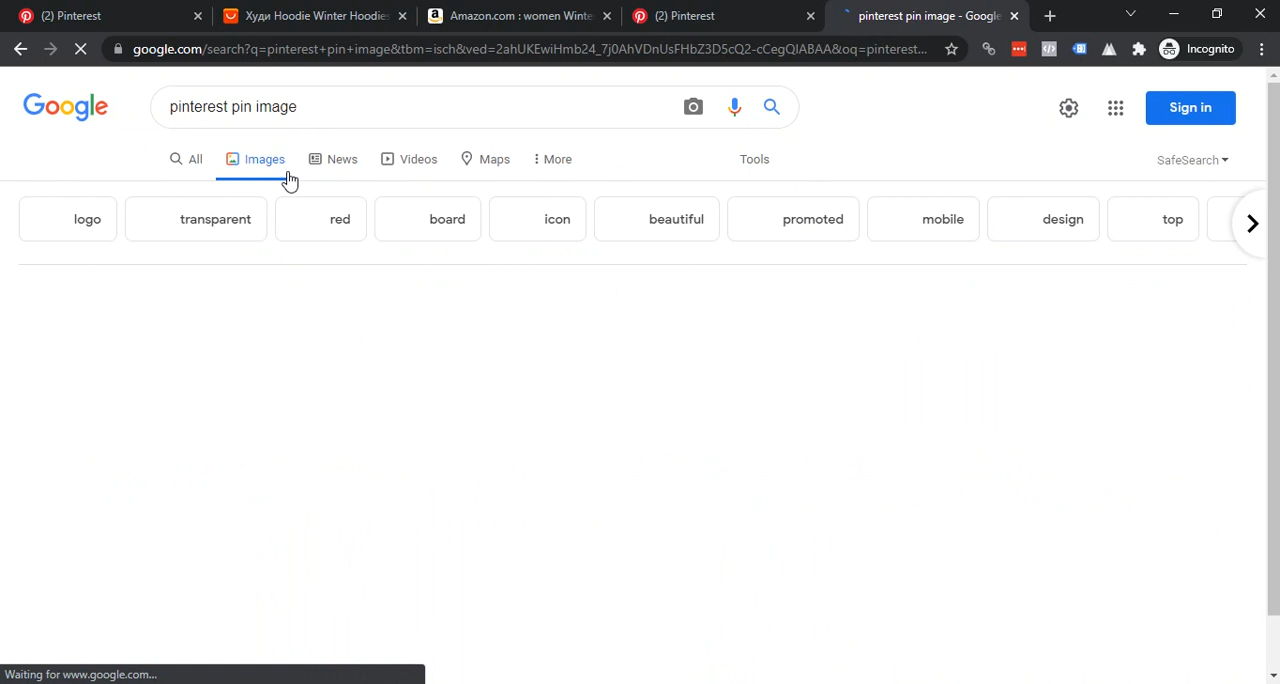 (2) Pinterest
Худи Hoodie Winter Hoodies
Amazon.com : women Winte
(2) Pinterest
pinterest pin image - Google
google.com/search?q=pinterest+pin+image&tbm=isch&ved=2ahUKEwiHmb24_7j0AhVDnUsFHbZ3D5cQ2-cCegQIABAA&oq=pinterest...
Incognito
Google
pinterest pin image
Sign in
All
Images
News
Videos
Maps
More
Tools
SafeSearch
logo
transparent
red
board
icon
beautiful
promoted
mobile
design
top
Waiting for www.google.com...